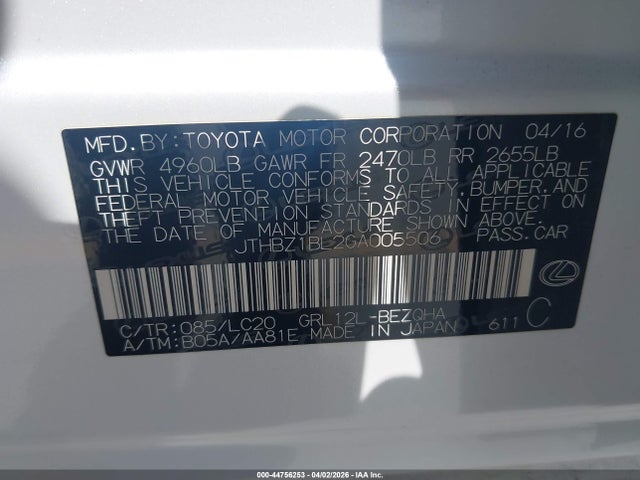 MFD. BY: TOYOTA MOTOR CORPORATION 04/16
GVWR 4960LB GAWR FR 2470LB RR 2655LB
THIS VEHICLE CONFORMS TO ALL APPLICABLE
FEDERAL MOTOR VEHICLE SAFETY, BUMPER, AND
THEFT PREVENTION STANDARDS IN EFFECT ON
THE DATE OF MANUFACTURE SHOWN ABOVE.
JTHBZ1BL2GA005506 PASS. CAR
C/TR: 085/LC20 GRL12L-BEZQHA C
A/TM: B05A/AA81E MADE IN JAPAN 611
000-44756253 - 04/02/2026 - IAA Inc.